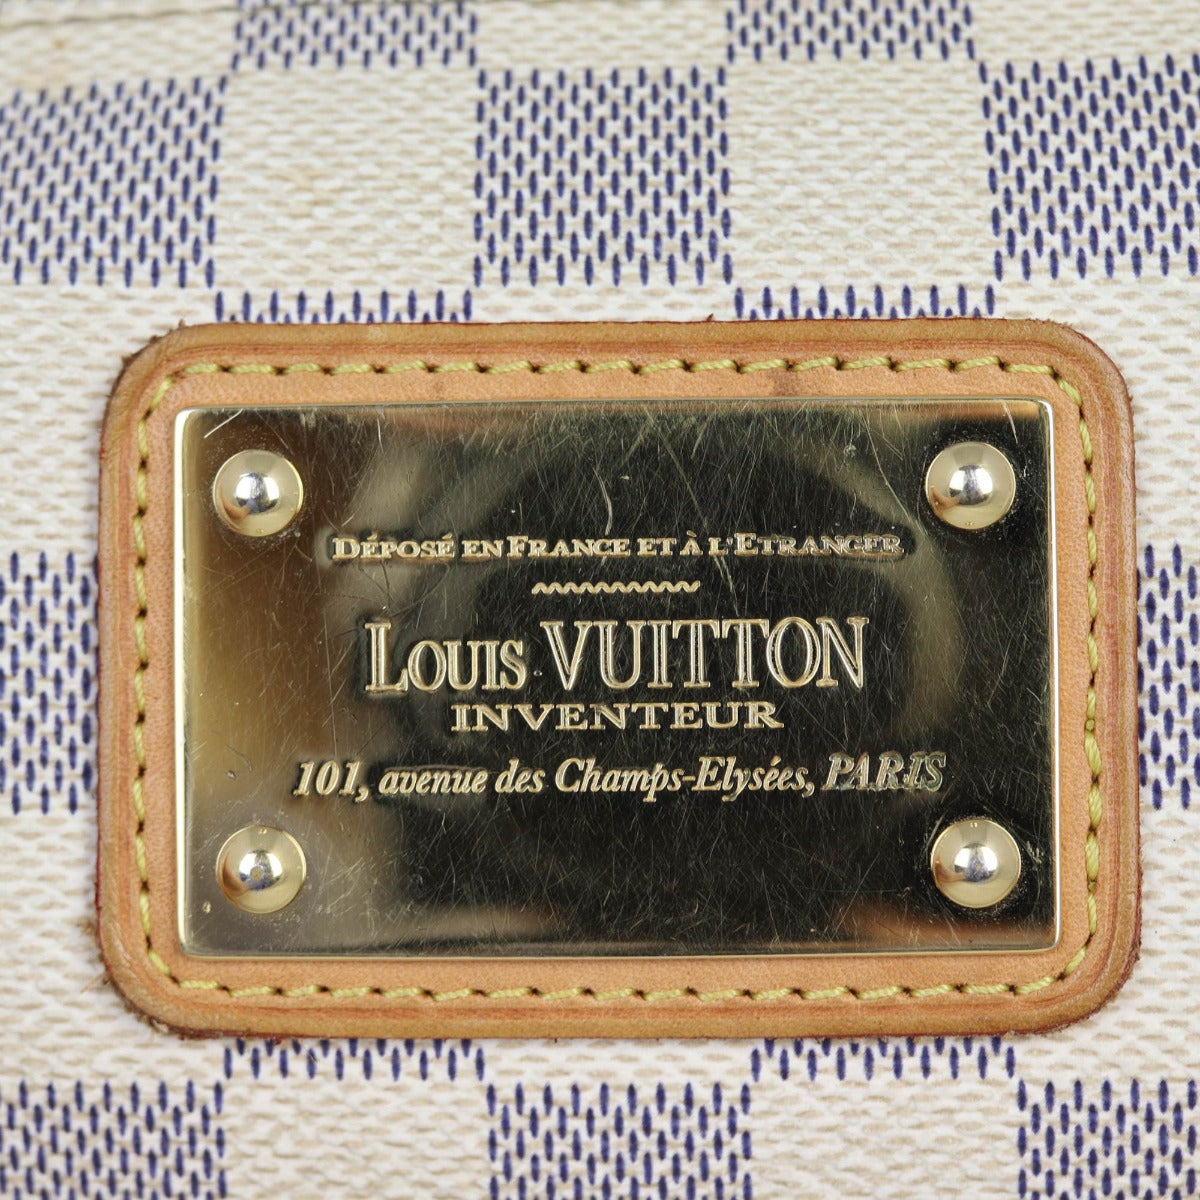 DÉPOSÉ EN FRANCE ET À L'ETRANGER
LOUIS VUITTON
INVENTEUR
101, avenue des Champs-Elysées, PARIS